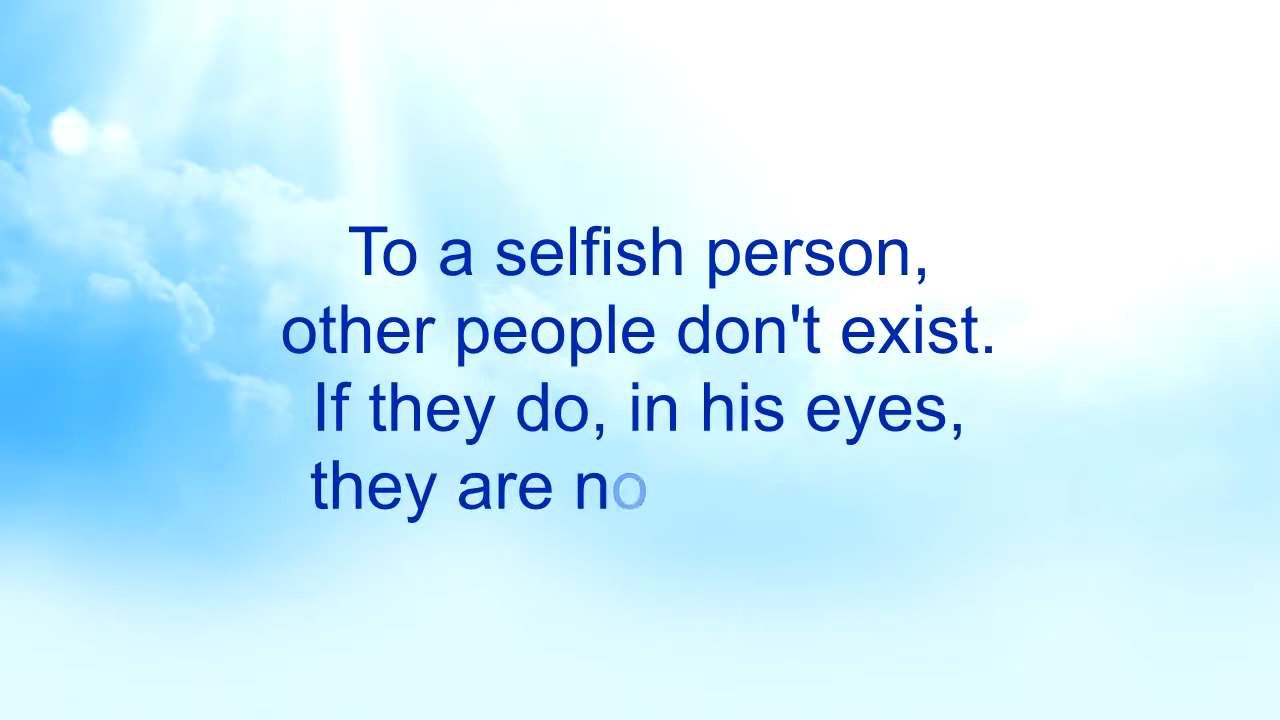 To a selfish person,
other people don't exist.
If they do, in his eyes,
they are no